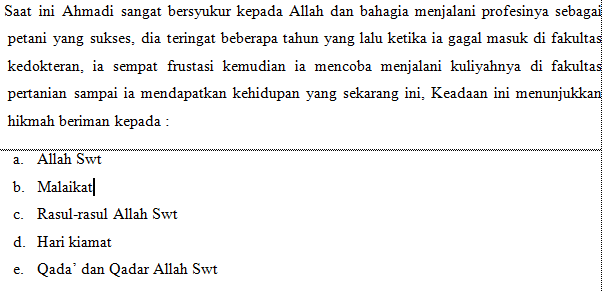 Saat ini Ahmadi sangat bersyukur kepada Allah dan bahagia menjalani profesinya sebagai
petani yang sukses, dia teringat beberapa tahun yang lalu ketika ia gagal masuk di fakultas
kedokteran, ia sempat frustasi kemudian ia mencoba menjalani kuliyahnya di fakultas
pertanian sampai ia mendapatkan kehidupan yang sekarang ini, Keadaan ini menunjukkan
hikmah beriman kepada :
a. Allah Swt
b. Malaikat
c. Rasul-rasul Allah Swt
d. Hari kiamat
e. Qada’ dan Qadar Allah Swt